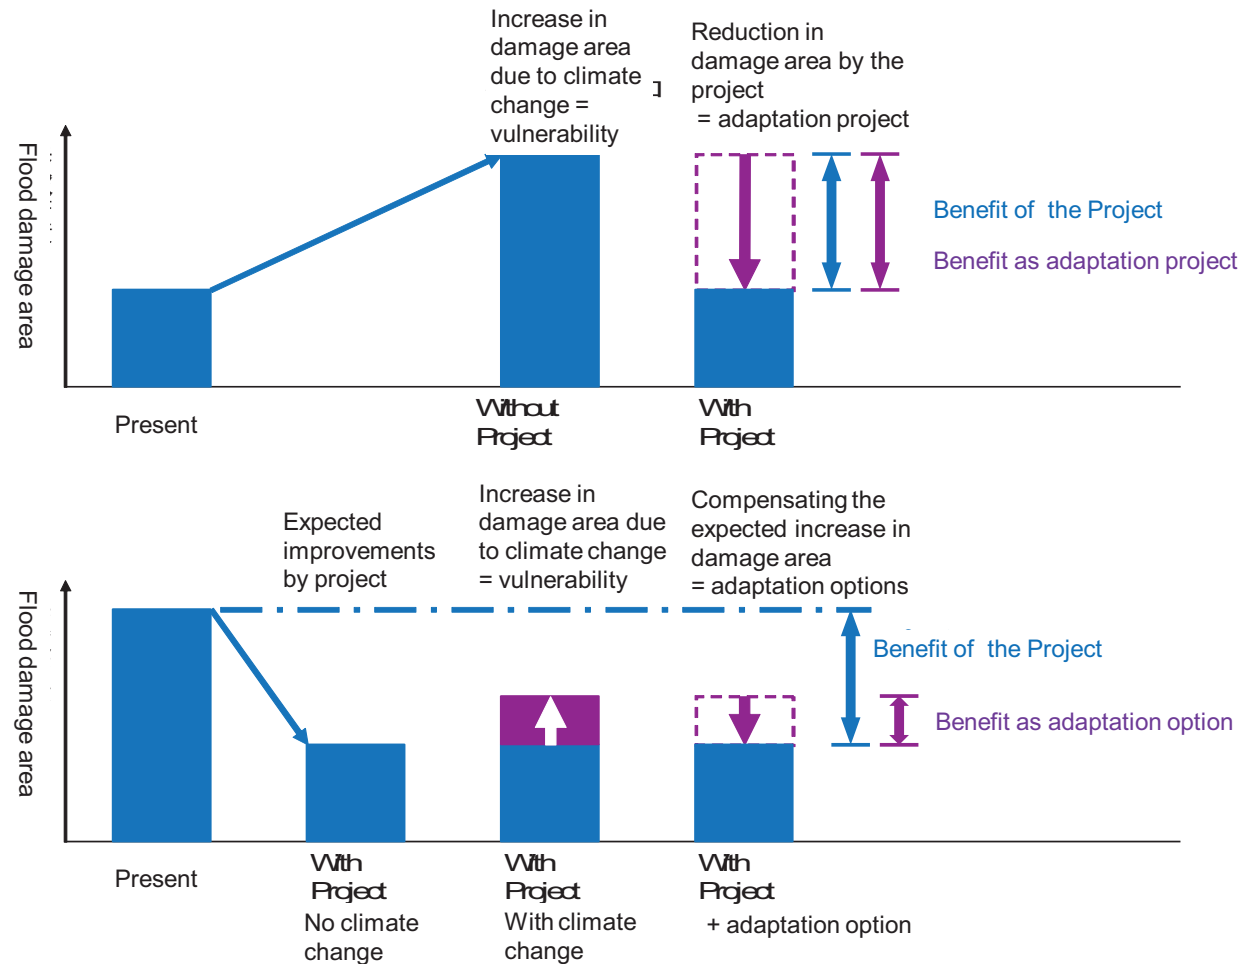 Increase in
damage area
due to climate
change =
vulnerability
Reduction in
damage area by the
project
= adaptation project
Flood damage area
Benefit of the Project
Benefit as adaptation project
Present
Without
Project
With
Project
Expected
improvements
by project
Increase in
damage area due
to climate change
= vulnerability
Compensating the
expected increase in
damage area
= adaptation options
Flood damage area
Benefit of the Project
Benefit as adaptation option
Present
With
Project
No climate
change
With
Project
With climate
change
With
Project
+ adaptation option